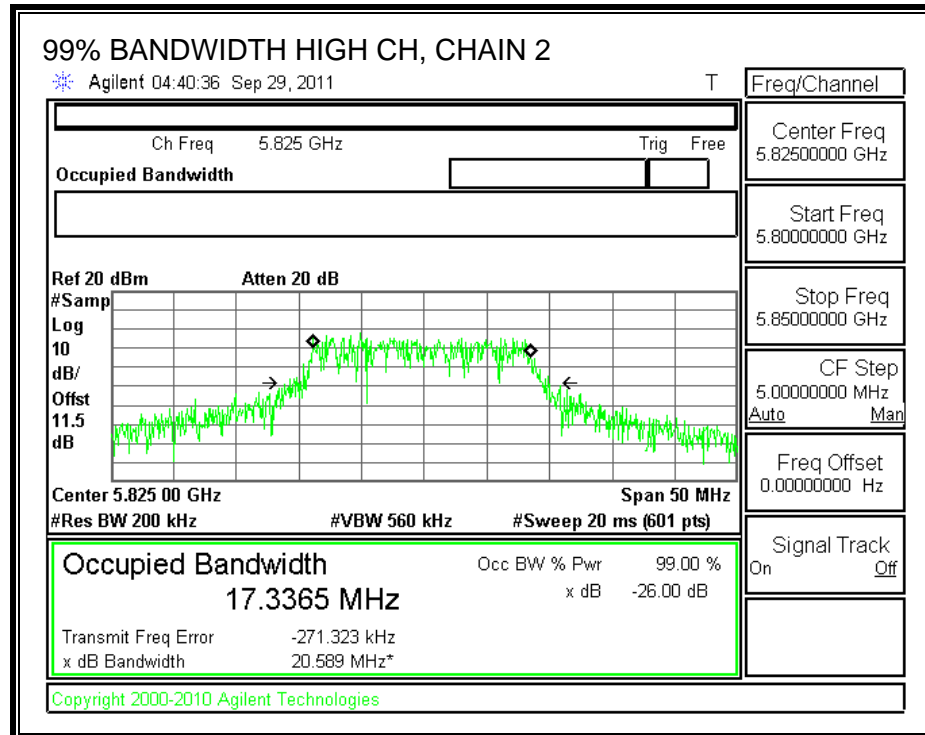 99% BANDWIDTH HIGH CH, CHAIN 2
Agilent 04:40:36 Sep 29, 2011 T
Freq/Channel
Ch Freq 5.825 GHz Trig Free
Occupied Bandwidth
Center Freq
5.82500000 GHz
Start Freq
5.80000000 GHz
Stop Freq
5.85000000 GHz
CF Step
5.00000000 MHz
Auto Man
Freq Offset
0.00000000 Hz
Signal Track
On Off
Ref 20 dBm Atten 20 dB
#Samp
Log
10
dB/
Offst
11.5
dB
Center 5.825 00 GHz Span 50 MHz
#Res BW 200 kHz #VBW 560 kHz #Sweep 20 ms (601 pts)
Occupied Bandwidth
17.3365 MHz
Occ BW % Pwr 99.00 %
x dB -26.00 dB
Transmit Freq Error -271.323 kHz
x dB Bandwidth 20.589 MHz*
Copyright 2000-2010 Agilent Technologies